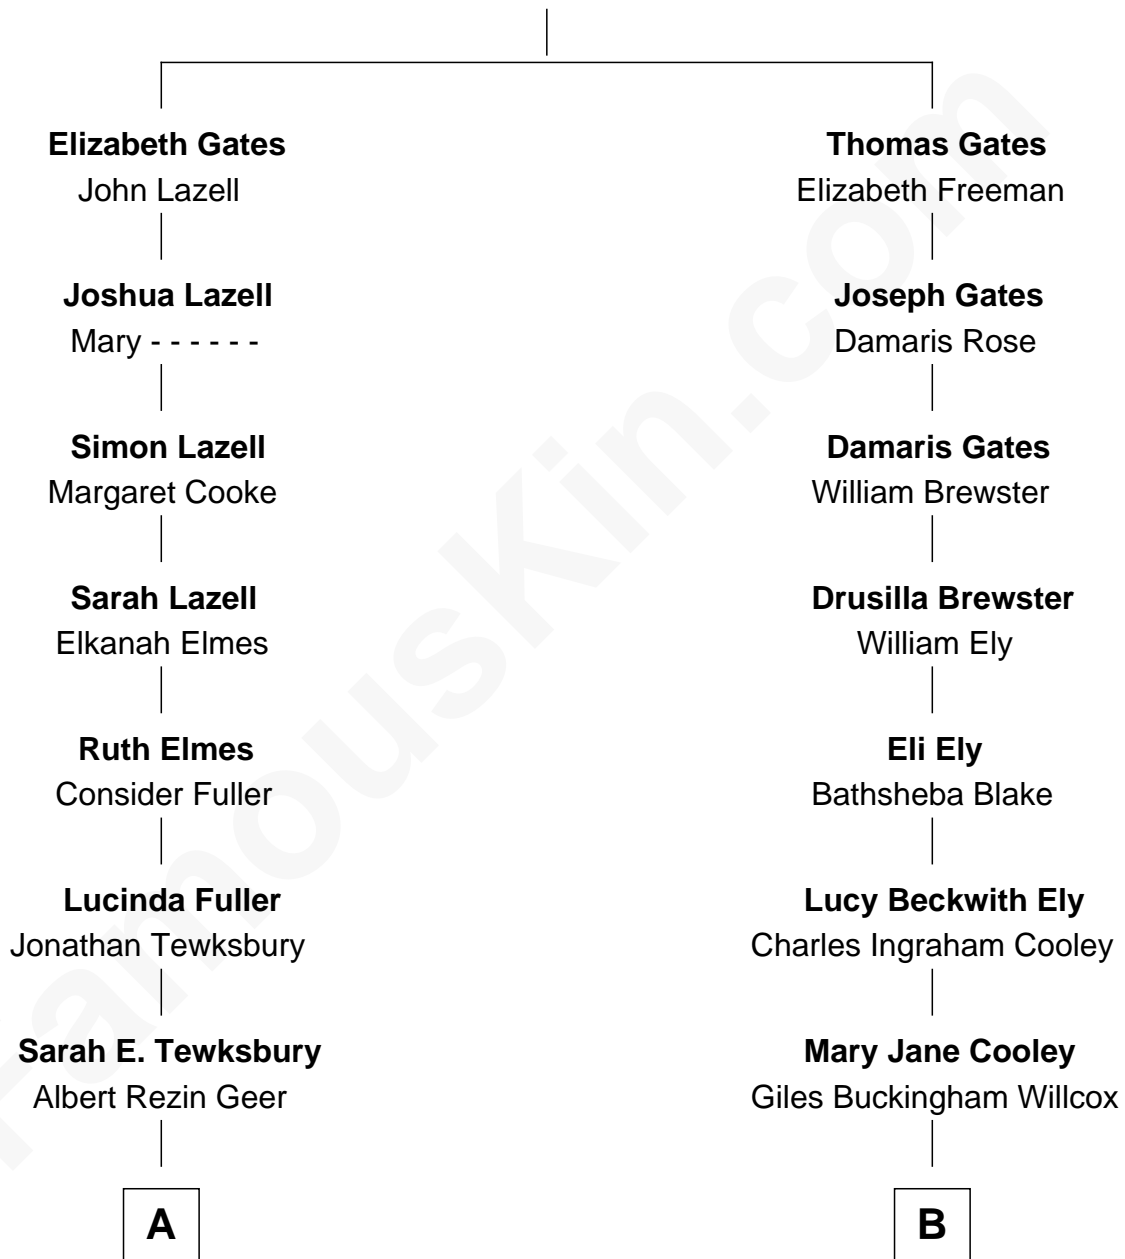 Elizabeth Gates
John Lazell
Joshua Lazell
Mary - - - - - -
Simon Lazell
Margaret Cooke
Sarah Lazell
Elkanah Elmes
Ruth Elmes
Consider Fuller
Lucinda Fuller
Jonathan Tewksbury
Sarah E. Tewksbury
Albert Rezin Geer
A
Thomas Gates
Elizabeth Freeman
Joseph Gates
Damaris Rose
Damaris Gates
William Brewster
Drusilla Brewster
William Ely
Eli Ely
Bathsheba Blake
Lucy Beckwith Ely
Charles Ingraham Cooley
Mary Jane Cooley
Giles Buckingham Willcox
B
FamousKin.com